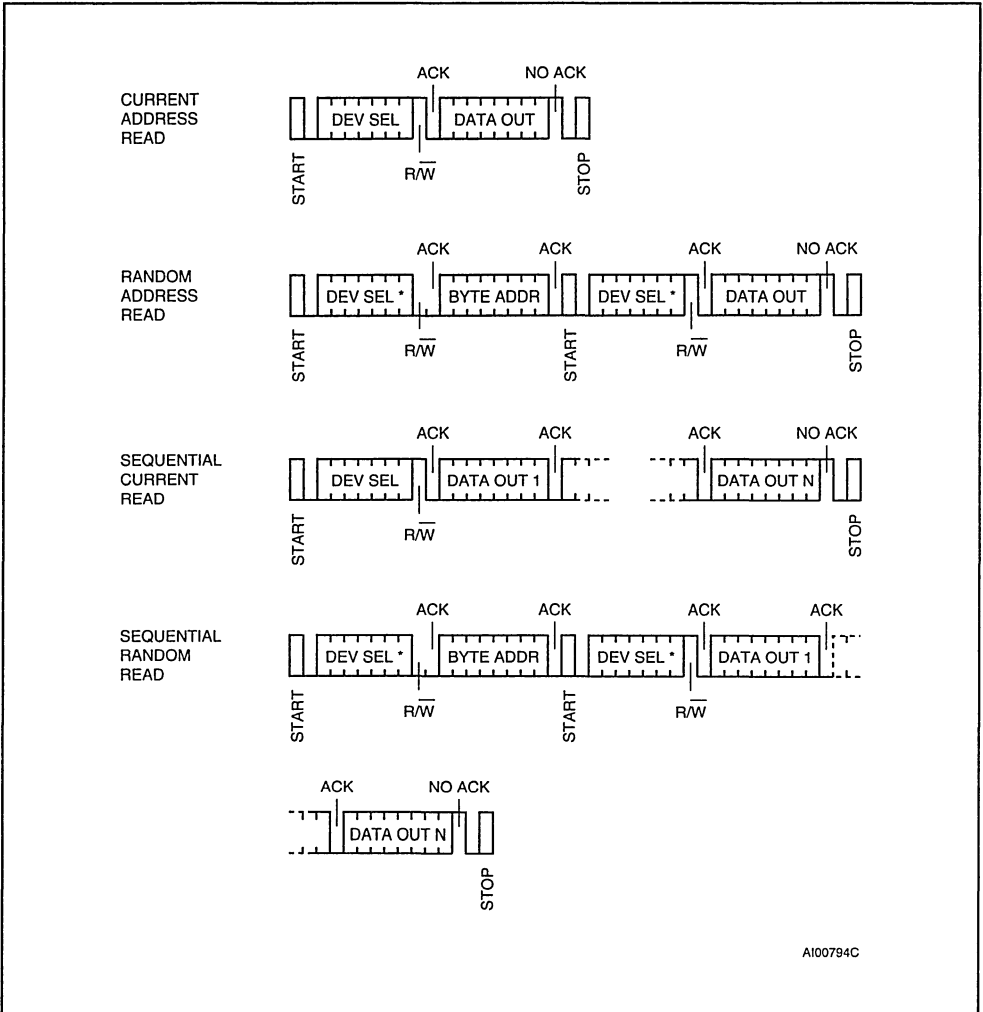 ACK NO ACK
CURRENT
ADDRESS
READ
DEV SEL DATA OUT
START R/W̅ STOP
ACK ACK ACK NO ACK
RANDOM
ADDRESS
READ
DEV SEL * BYTE ADDR DEV SEL * DATA OUT
START R/W̅ START R/W̅ STOP
ACK ACK ACK NO ACK
SEQUENTIAL
CURRENT
READ
DEV SEL DATA OUT 1 DATA OUT N
START R/W̅ STOP
ACK ACK ACK ACK
SEQUENTIAL
RANDOM
READ
DEV SEL * BYTE ADDR DEV SEL * DATA OUT 1
START R/W̅ START R/W̅
ACK NO ACK
DATA OUT N
STOP
AI00794C